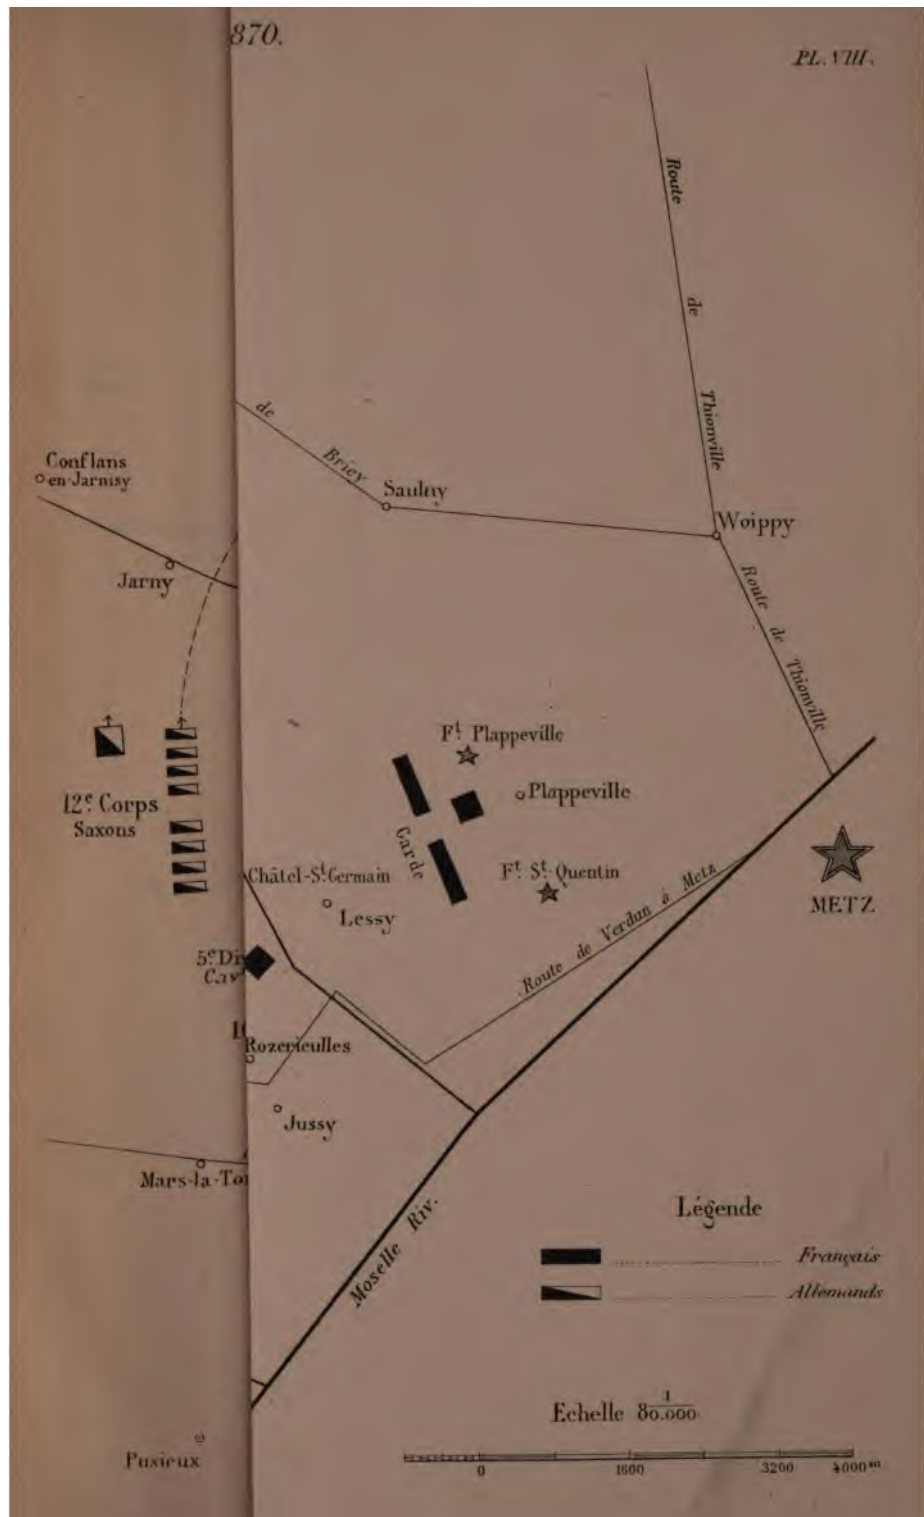 870.
PL. VIII.
Route
de
Thionville
de
Briey
Saulny
Woippy
Conflans
en-Jarnisy
Jarny
Route de Thionville
Ft. Plappeville
Plappeville
12e. Corps
Saxons
Garde
Châtel-St. Germain
Lessy
Ft. St. Quentin
METZ
Route de Verdun à Metz
5e. Di
Cav
Rozerieulles
Jussy
Mars-la-Tou
Moselle Riv.
Légende
Français
Allemands
Echelle 1/80.000
0 1600 3200 4000 m
Puxieux